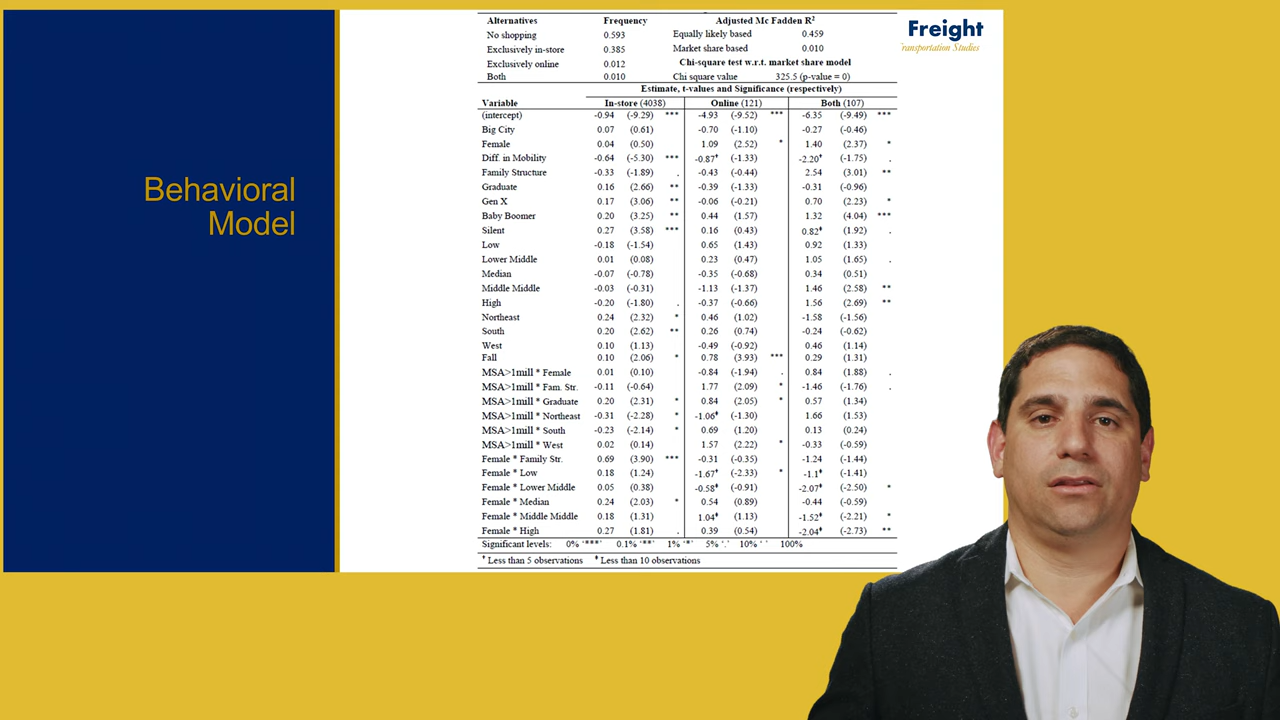 Behavioral
Model
Freight
Transportation Studies
Alternatives Frequency Adjusted Mc Fadden R²
No shopping 0.593 Equally likely based 0.459
Exclusively in-store 0.385 Market share based 0.010
Exclusively online 0.012 Chi-square test w.r.t. market share model
Both 0.010 Chi square value 325.5 (p-value = 0)
Estimate, t-values and Significance (respectively)
Variable In-store (4038) Online (121) Both (107)
(intercept) -0.94 (-9.29) *** -4.93 (-9.52) *** -6.35 (-9.49) ***
Big City 0.07 (0.61) -0.70 (-1.10) -0.27 (-0.46)
Female 0.04 (0.50) 1.09 (2.52) * 1.40 (2.37) *
Diff. in Mobility -0.64 (-5.30) *** -0.87‡ (-1.33) -2.20† (-1.75) .
Family Structure -0.33 (-1.89) . -0.43 (-0.44) 2.54 (3.01) **
Graduate 0.16 (2.66) ** -0.39 (-1.33) -0.31 (-0.96)
Gen X 0.17 (3.06) ** -0.06 (-0.21) 0.70 (2.23) *
Baby Boomer 0.20 (3.25) ** 0.44 (1.57) 1.32 (4.04) ***
Silent 0.27 (3.58) *** 0.16 (0.43) 0.82‡ (1.92) .
Low -0.18 (-1.54) 0.65 (1.43) 0.92 (1.33)
Lower Middle 0.01 (0.08) 0.23 (0.47) 1.05 (1.65) .
Median -0.07 (-0.78) -0.35 (-0.68) 0.34 (0.51)
Middle Middle -0.03 (-0.31) -1.13 (-1.37) 1.46 (2.58) **
High -0.20 (-1.80) . -0.37 (-0.66) 1.56 (2.69) **
Northeast 0.24 (2.32) * 0.46 (1.02) -1.58 (-1.56)
South 0.20 (2.62) ** 0.26 (0.74) -0.24 (-0.62)
West 0.10 (1.13) -0.49 (-0.92) 0.46 (1.14)
Fall 0.10 (2.06) * 0.78 (3.93) *** 0.29 (1.31)
MSA>1mill * Female 0.01 (0.10) -0.84 (-1.94) . 0.84 (1.88) .
MSA>1mill * Fam. Str. -0.11 (-0.64) 1.77 (2.09) * -1.46 (-1.76) .
MSA>1mill * Graduate 0.20 (2.31) * 0.84 (2.05) * 0.57 (1.34)
MSA>1mill * Northeast -0.31 (-2.28) * -1.06‡ (-1.30) 1.66 (1.53)
MSA>1mill * South -0.23 (-2.14) * 0.69 (1.20) 0.13 (0.24)
MSA>1mill * West 0.02 (0.14) 1.57 (2.22) * -0.33 (-0.59)
Female * Family Str. 0.69 (3.90) *** -0.31 (-0.35) -1.24 (-1.44)
Female * Low 0.18 (1.24) -1.67† (-2.33) * -1.1‡ (-1.41)
Female * Lower Middle 0.05 (0.38) -0.58‡ (-0.91) -2.07‡ (-2.50) *
Female * Median 0.24 (2.03) * 0.54 (0.89) -0.44 (-0.59)
Female * Middle Middle 0.18 (1.31) 1.04‡ (1.13) -1.52‡ (-2.21) *
Female * High 0.27 (1.81) . 0.39 (0.54) -2.04‡ (-2.73) **
Significant levels: 0% '***' 0.1% '**' 1% '*' 5% '.' 10% ' ' 100%
† Less than 5 observations ‡ Less than 10 observations